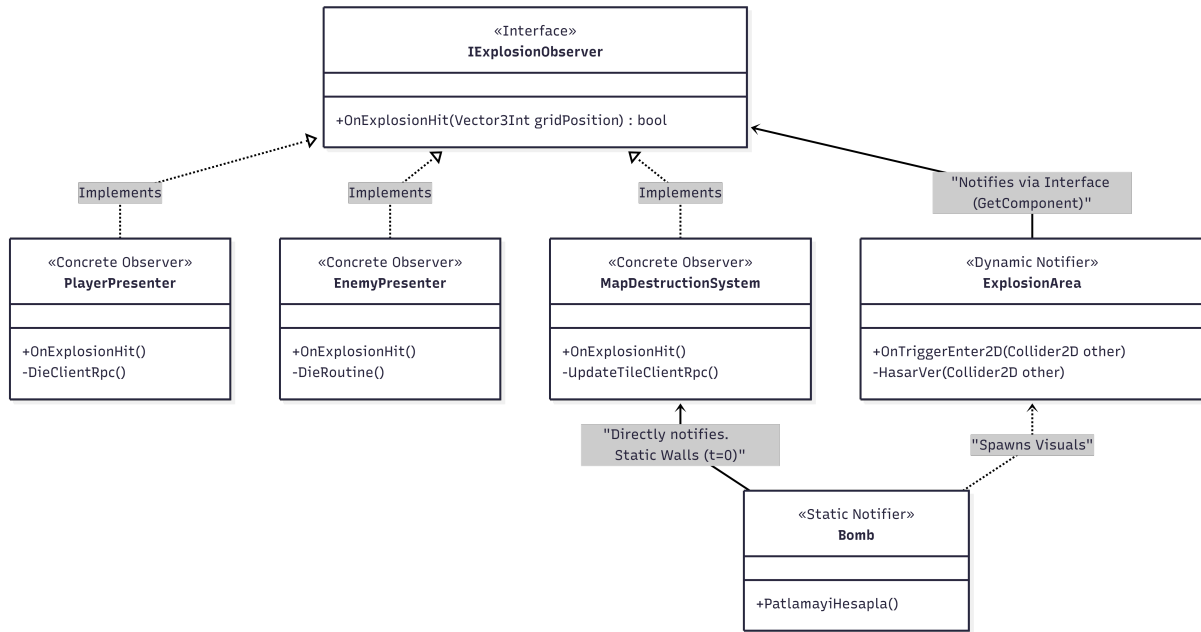 «Interface»
IExplosionObserver
+OnExplosionHit(Vector3Int gridPosition) : bool
Implements
Implements
Implements
"Notifies via Interface
(GetComponent)"
«Concrete Observer»
PlayerPresenter
+OnExplosionHit()
-DieClientRpc()
«Concrete Observer»
EnemyPresenter
+OnExplosionHit()
-DieRoutine()
«Concrete Observer»
MapDestructionSystem
+OnExplosionHit()
-UpdateTileClientRpc()
«Dynamic Notifier»
ExplosionArea
+OnTriggerEnter2D(Collider2D other)
-HasarVer(Collider2D other)
"Directly notifies.
Static Walls (t=0)"
"Spawns Visuals"
«Static Notifier»
Bomb
+PatlamayiHesapla()